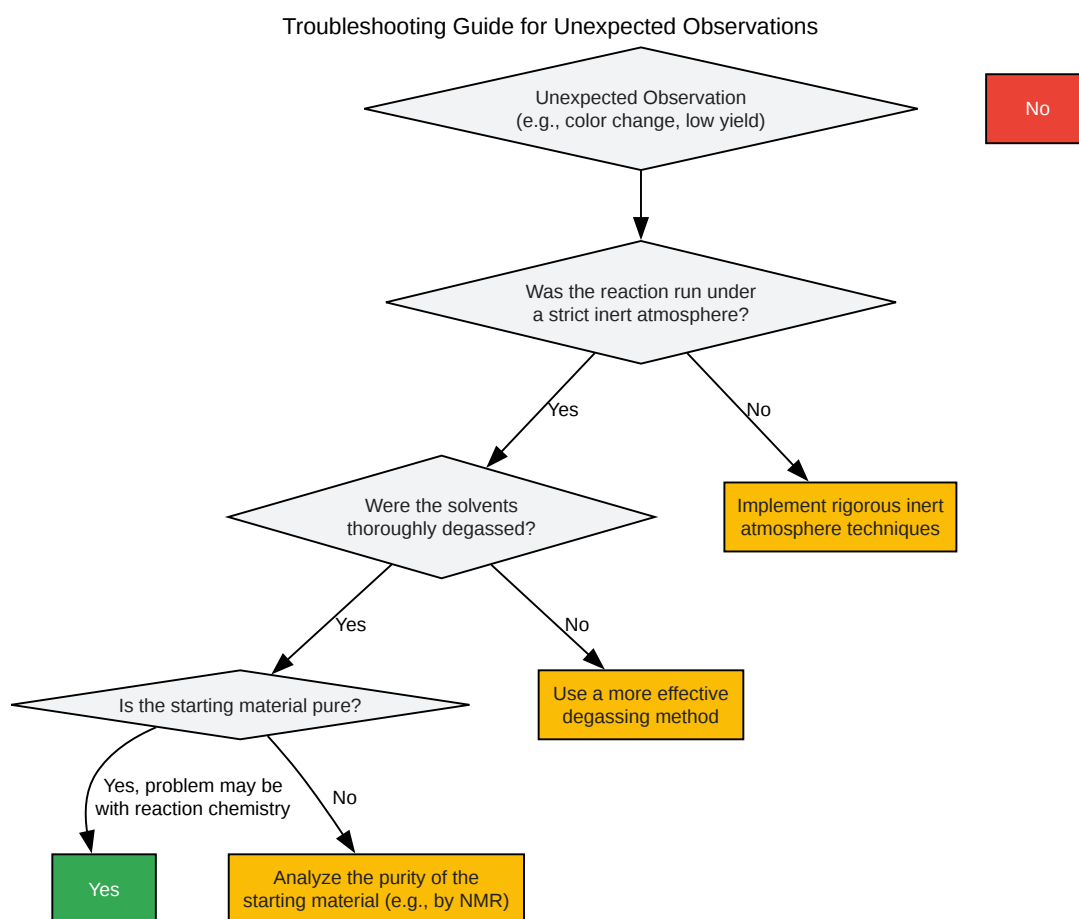 Troubleshooting Guide for Unexpected Observations
Unexpected Observation
(e.g., color change, low yield)
No
Was the reaction run under
a strict inert atmosphere?
Yes
No
Were the solvents
thoroughly degassed?
Implement rigorous inert
atmosphere techniques
Yes
No
Is the starting material pure?
Use a more effective
degassing method
Yes, problem may be
with reaction chemistry
No
Yes
Analyze the purity of the
starting material (e.g., by NMR)